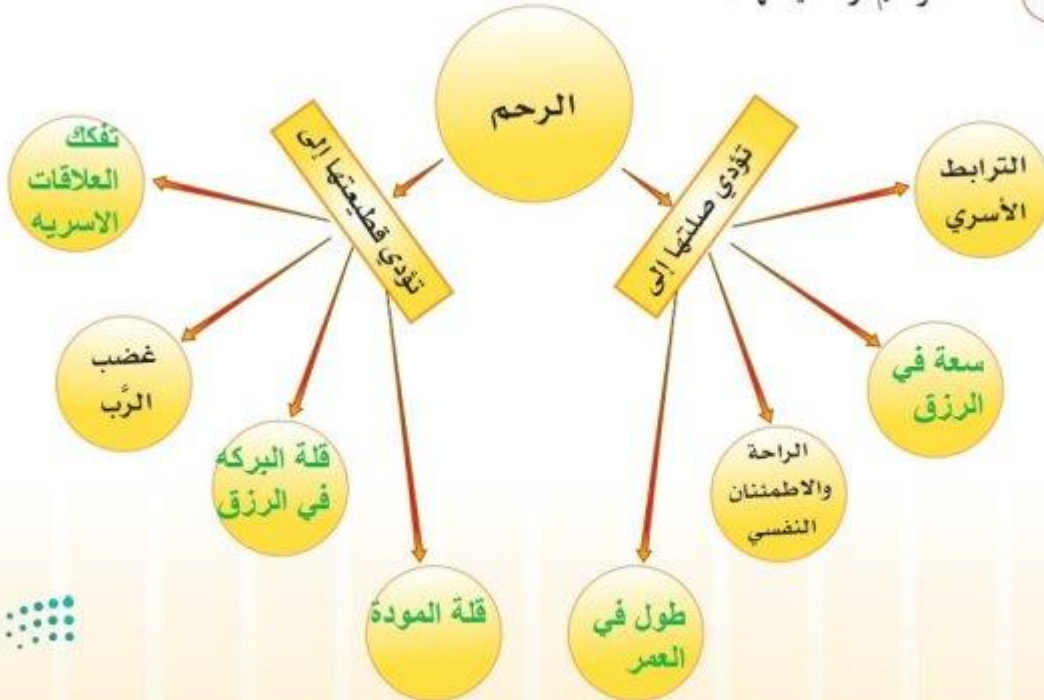 الرحم
تؤدي صلتها إلى
الترابط
الأسري
سعة في
الرزق
الراحة
والاطمئنان
النفسي
طول في
العمر
تؤدي قطيعتها إلى
تفكك
العلاقات
الاسريه
غضب
الرَّب
قلة البركه
في الرزق
قلة المودة